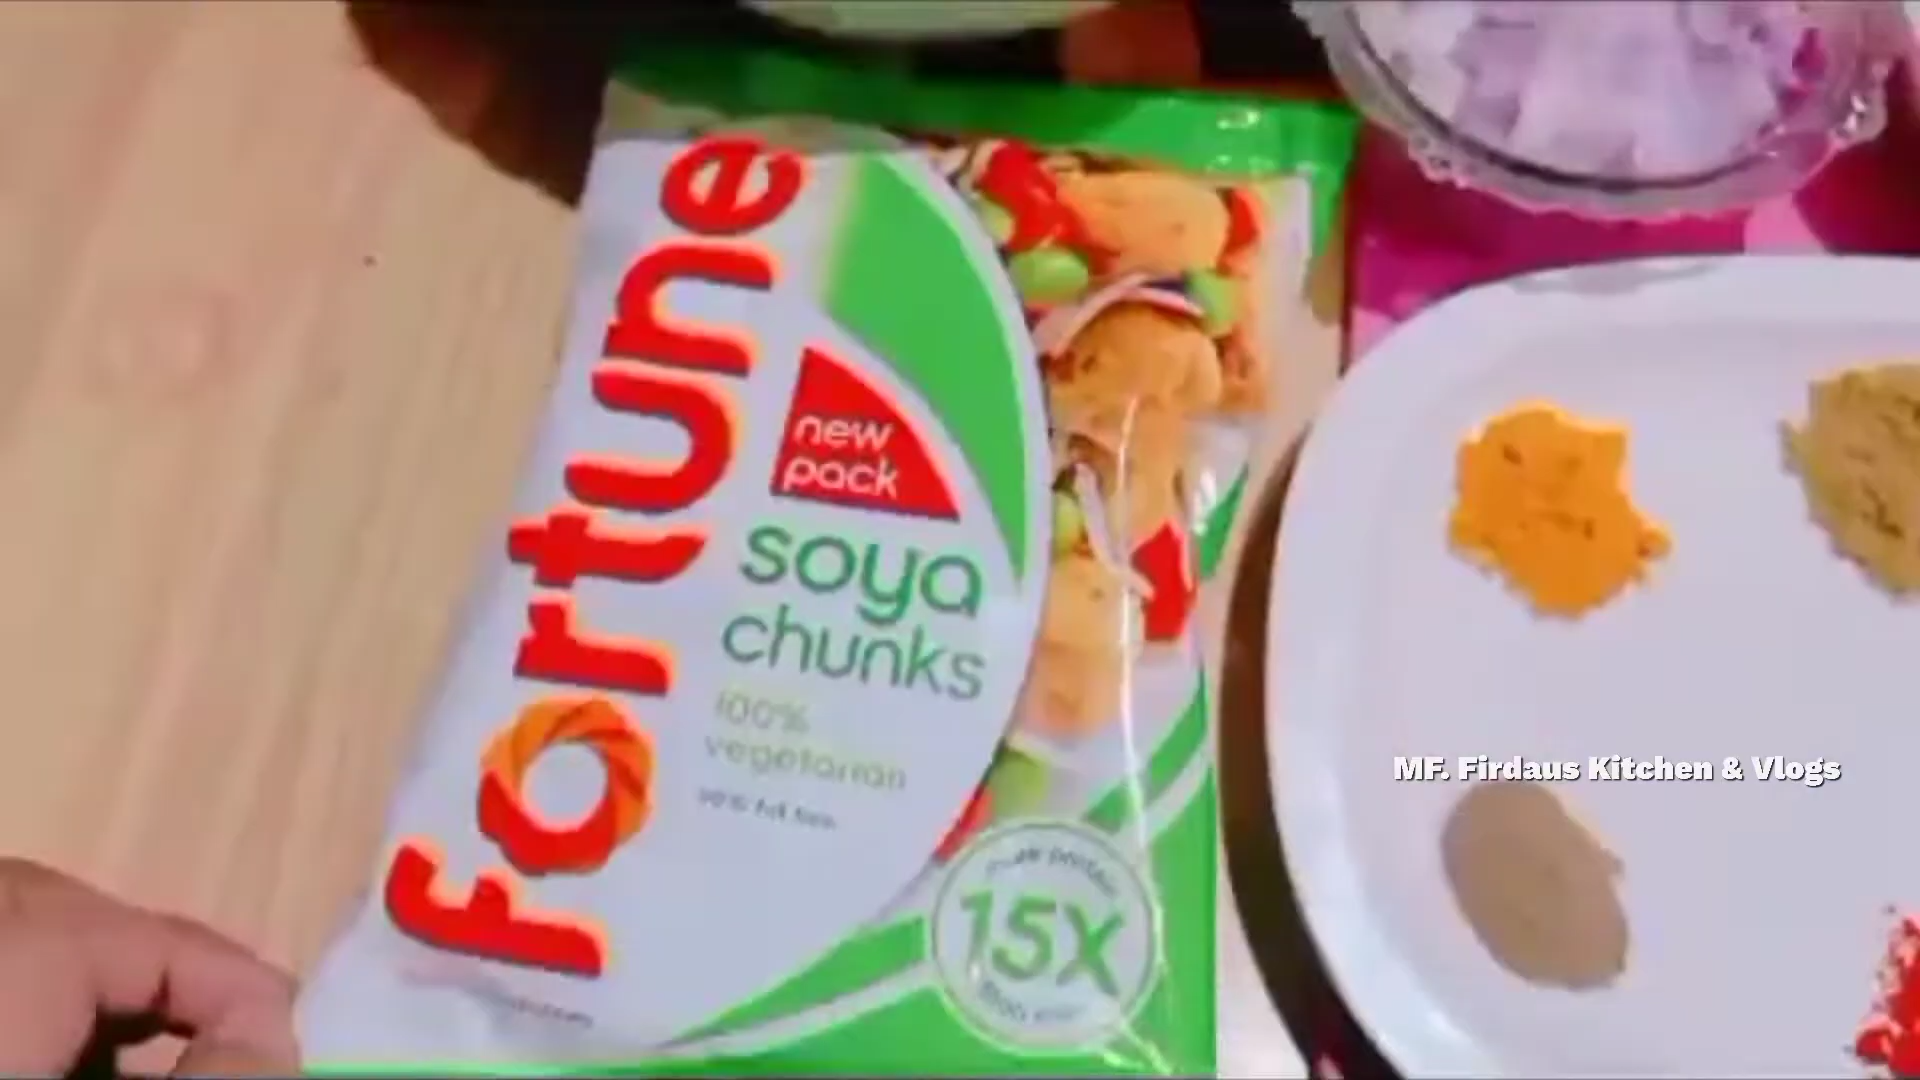 fortune
new
pack
soya
chunks
100%
vegetarian
15X
MF. Firdaus Kitchen & Vlogs